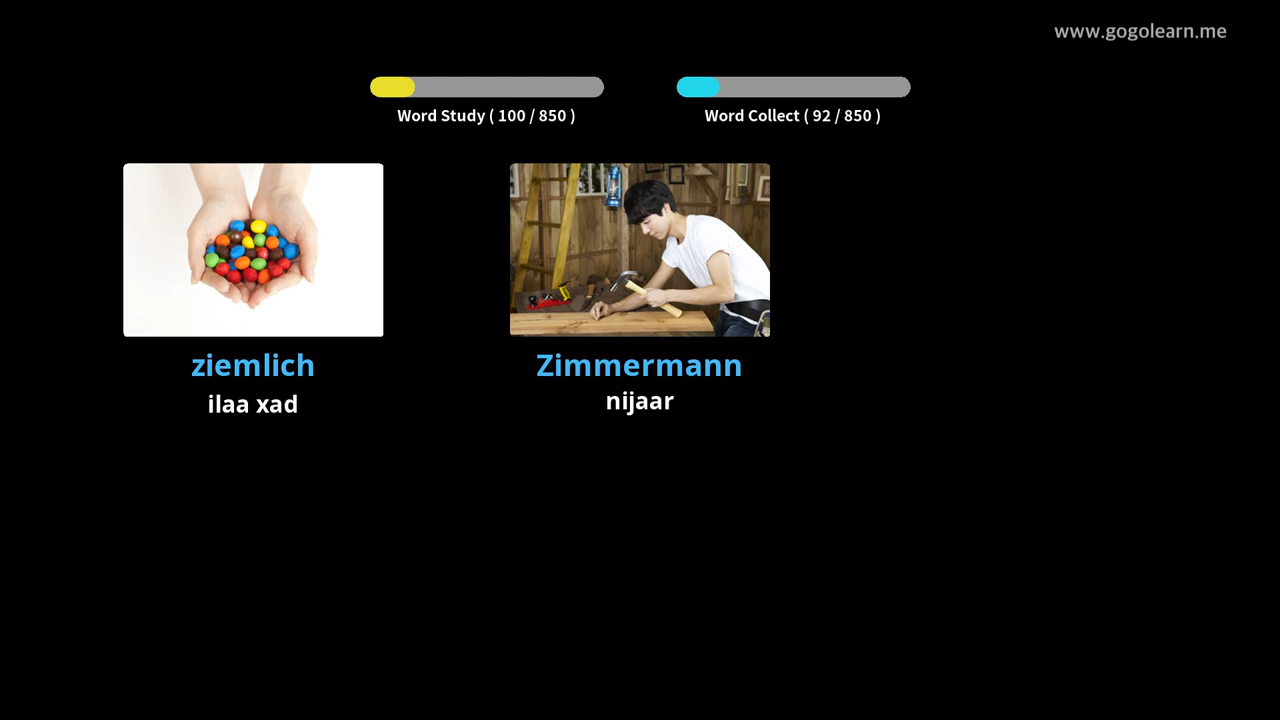 www.gogolearn.me
Word Study ( 100 / 850 )
Word Collect ( 92 / 850 )
ziemlich
ilaa xad
Zimmermann
nijaar